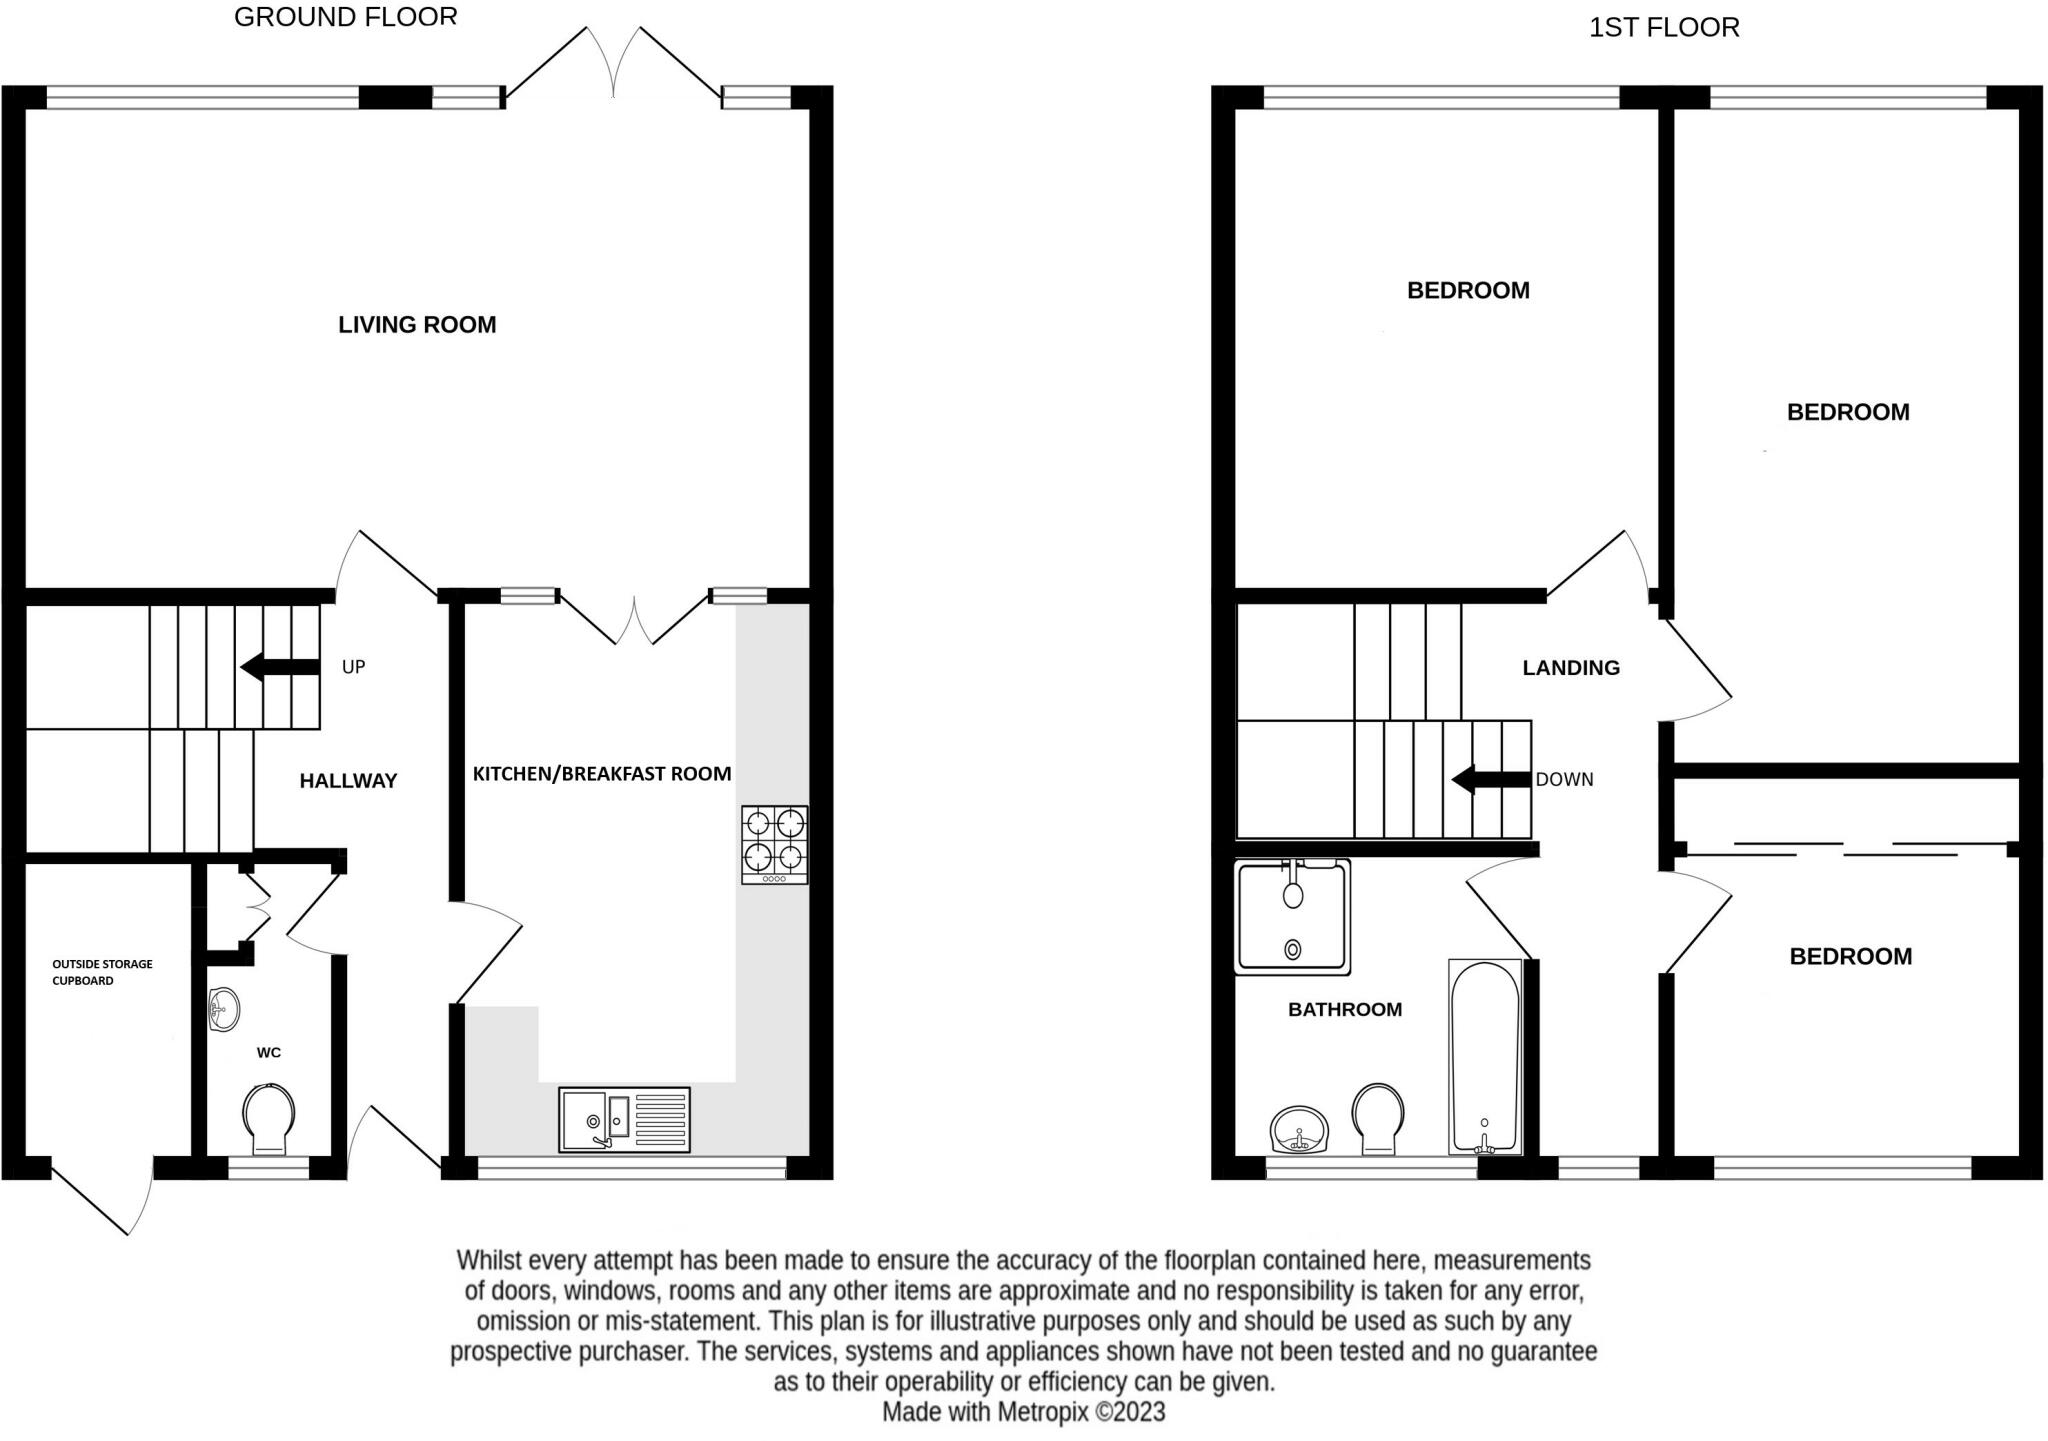 GROUND FLOOR
LIVING ROOM
UP
HALLWAY
KITCHEN/BREAKFAST ROOM
OUTSIDE STORAGE
CUPBOARD
WC
1ST FLOOR
BEDROOM
BEDROOM
LANDING
DOWN
BEDROOM
BATHROOM
Whilst every attempt has been made to ensure the accuracy of the floorplan contained here, measurements
of doors, windows, rooms and any other items are approximate and no responsibility is taken for any error,
omission or mis-statement. This plan is for illustrative purposes only and should be used as such by any
prospective purchaser. The services, systems and appliances shown have not been tested and no guarantee
as to their operability or efficiency can be given.
Made with Metropix ©2023